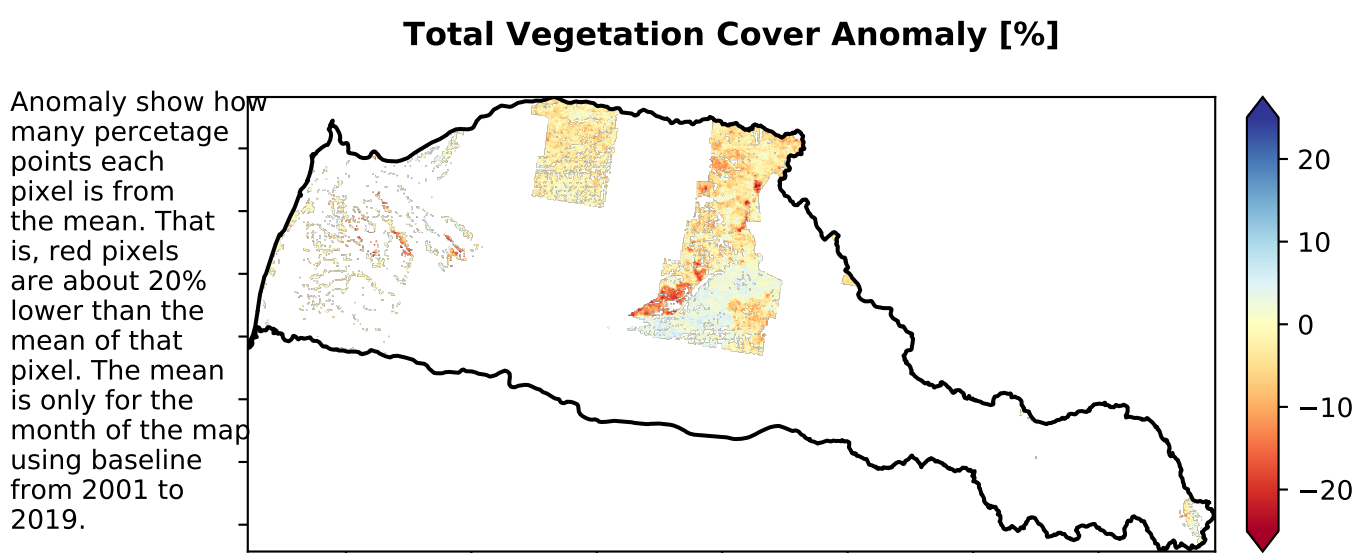 Total Vegetation Cover Anomaly [%]
Anomaly show how
many percetage
points each
pixel is from
the mean. That
is, red pixels
are about 20%
lower than the
mean of that
pixel. The mean
is only for the
month of the map
using baseline
from 2001 to
2019.
20
10
0
−10
−20